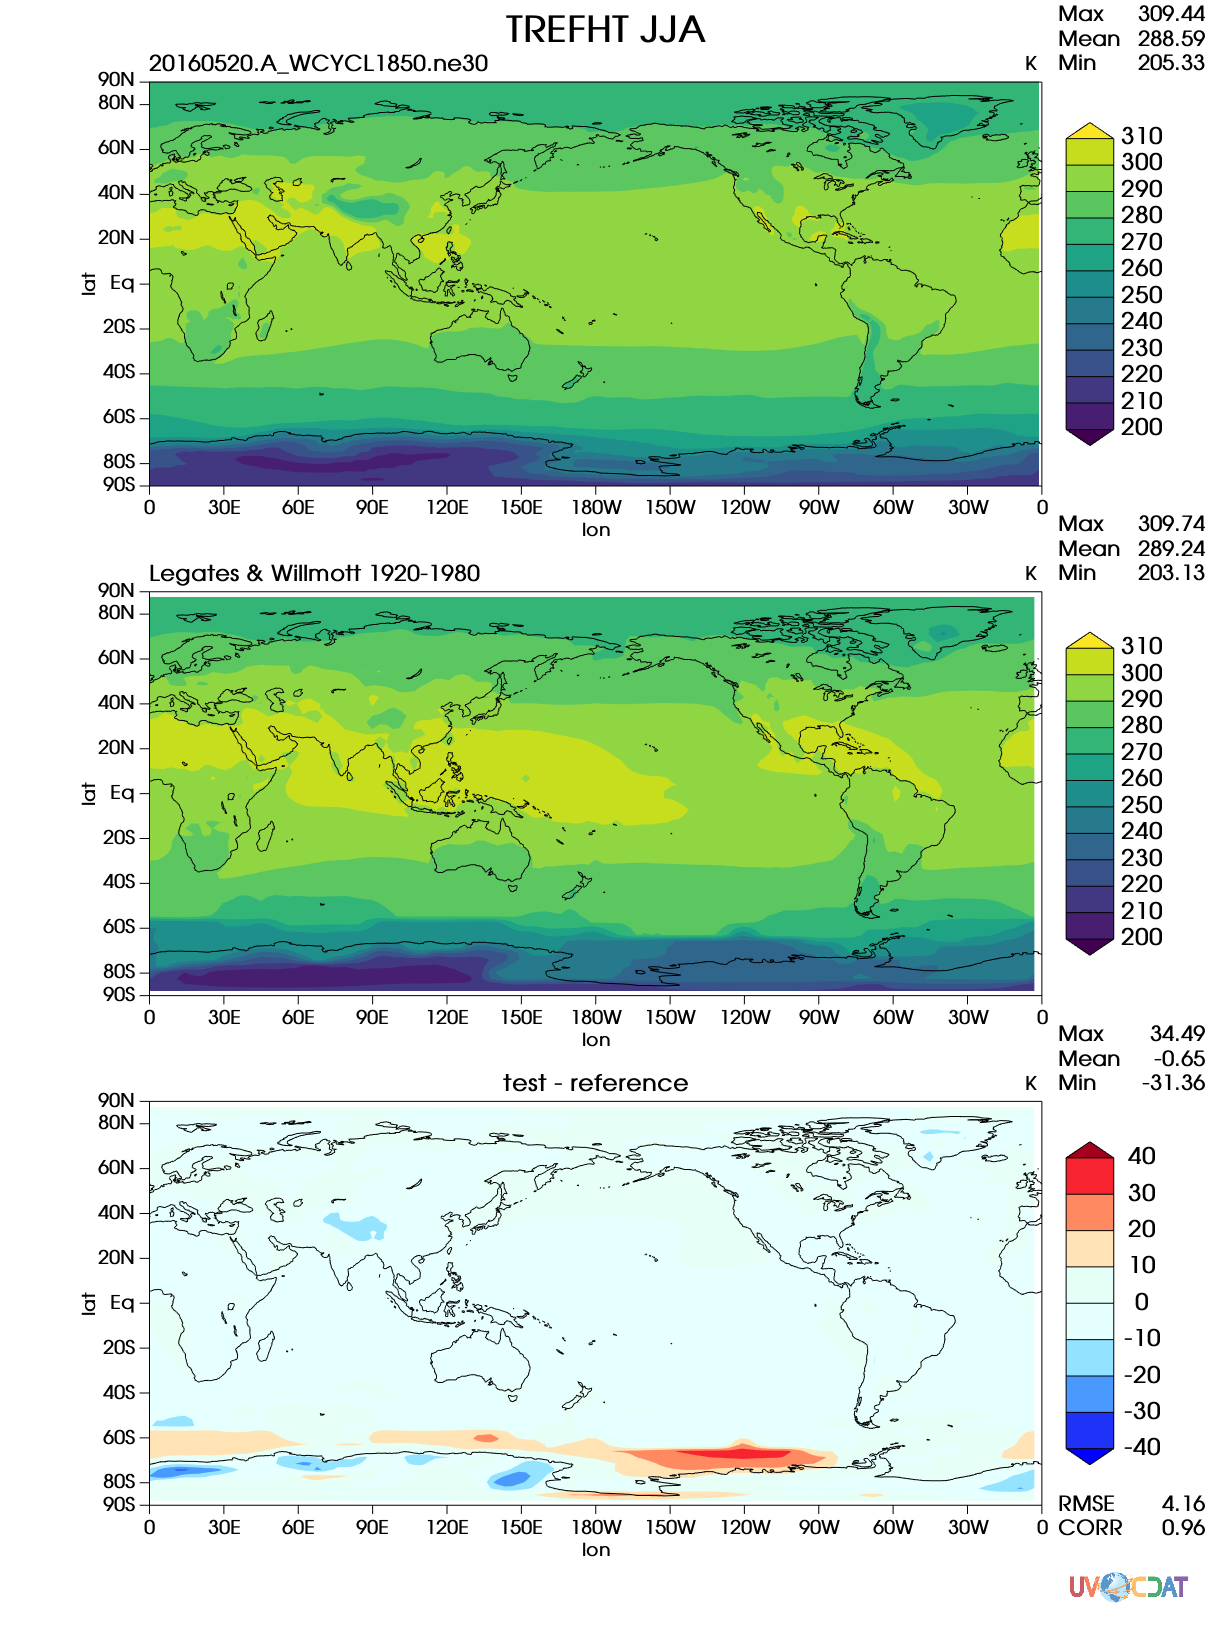 TREFHT JJA
20160520.A_WCYCL1850.ne30
K
Max 309.44
Mean 288.59
Min 205.33
90N
80N
60N
40N
20N
Eq
20S
40S
60S
80S
90S
lat
0 30E 60E 90E 120E 150E 180W 150W 120W 90W 60W 30W 0
lon
310
300
290
280
270
260
250
240
230
220
210
200
Legates & Willmott 1920-1980
K
Max 309.74
Mean 289.24
Min 203.13
90N
80N
60N
40N
20N
Eq
20S
40S
60S
80S
90S
lat
0 30E 60E 90E 120E 150E 180W 150W 120W 90W 60W 30W 0
lon
310
300
290
280
270
260
250
240
230
220
210
200
test - reference
K
Max 34.49
Mean -0.65
Min -31.36
90N
80N
60N
40N
20N
Eq
20S
40S
60S
80S
90S
lat
0 30E 60E 90E 120E 150E 180W 150W 120W 90W 60W 30W 0
lon
40
30
20
10
0
-10
-20
-30
-40
RMSE 4.16
CORR 0.96
UV CDAT